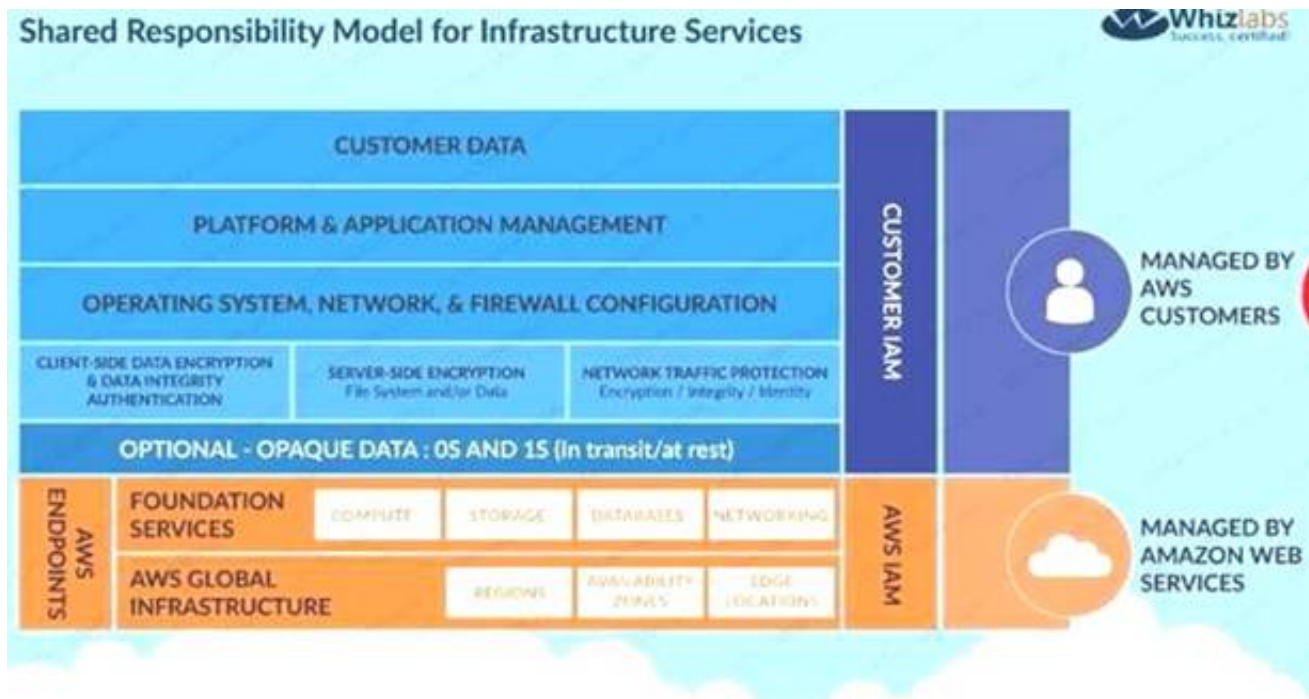 Shared Responsibility Model for Infrastructure Services
Whizlabs
Success, certified!
CUSTOMER DATA
PLATFORM & APPLICATION MANAGEMENT
OPERATING SYSTEM, NETWORK, & FIREWALL CONFIGURATION
CLIENT-SIDE DATA ENCRYPTION
& DATA INTEGRITY
AUTHENTICATION
SERVER-SIDE ENCRYPTION
File System and/or Data
NETWORK TRAFFIC PROTECTION
Encryption / Integrity / Identity
OPTIONAL - OPAQUE DATA : 0S AND 1S (in transit/at rest)
CUSTOMER IAM
MANAGED BY
AWS
CUSTOMERS
AWS
ENDPOINTS
FOUNDATION
SERVICES
COMPUTE
STORAGE
DATABASES
NETWORKING
AWS GLOBAL
INFRASTRUCTURE
REGIONS
AVAILABILITY
ZONES
EDGE
LOCATIONS
AWS IAM
MANAGED BY
AMAZON WEB
SERVICES